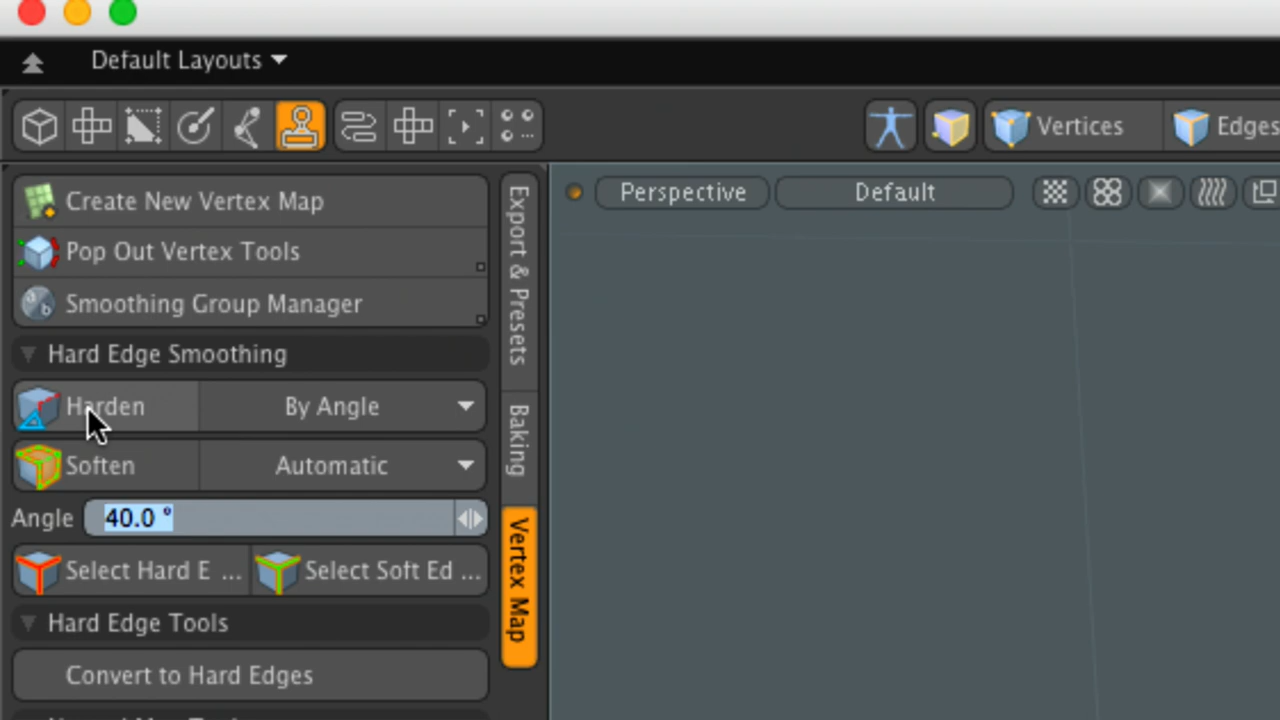 Default Layouts
Vertices
Edges
Perspective
Default
Create New Vertex Map
Pop Out Vertex Tools
Smoothing Group Manager
Hard Edge Smoothing
Harden
By Angle
Soften
Automatic
Angle 40.0 °
Select Hard E ...
Select Soft Ed ...
Hard Edge Tools
Convert to Hard Edges
Export & Presets
Baking
Vertex Map